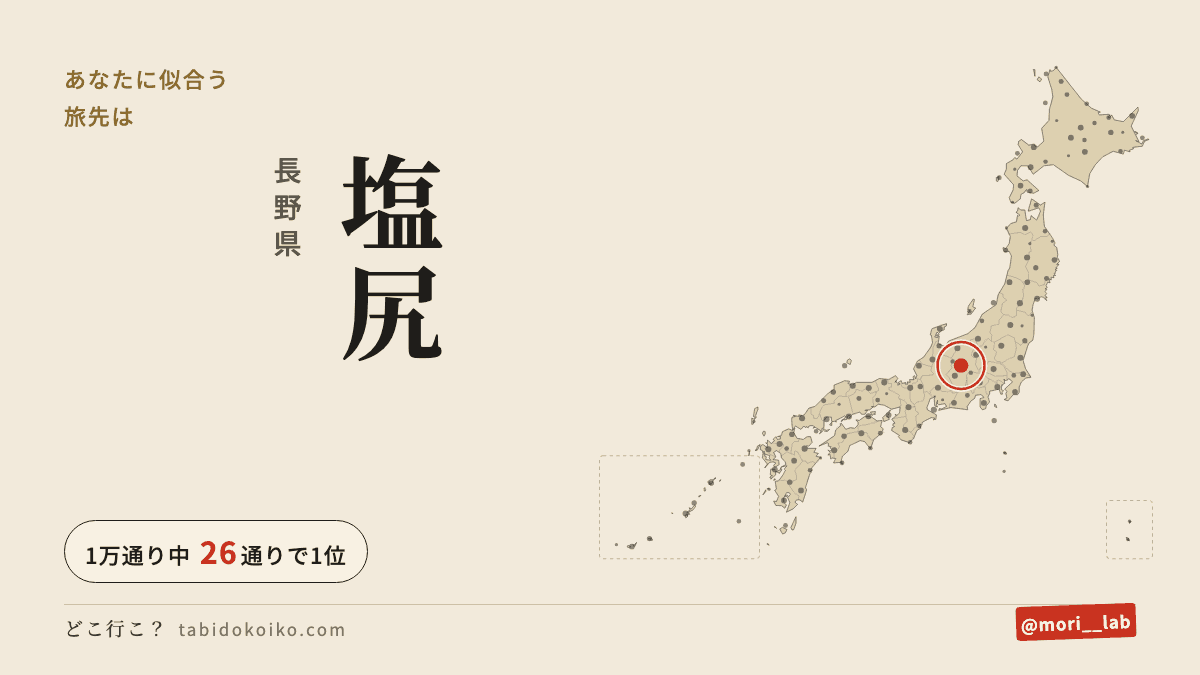 あなたに似合う
旅先は
塩尻
長野県
1万通り中 26通りで1位
どこ行こ？ tabidokoiko.com
@mori__lab